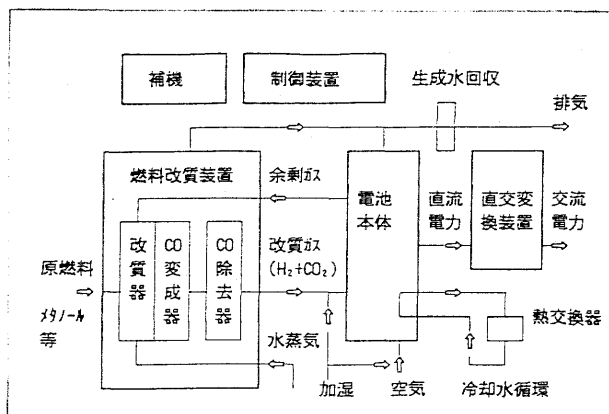 補機
制御装置
生成水回収
排気
燃料改質装置
余剰ガス
電池
本体
直流
電力
直交変
換装置
交流
電力
改質器
CO変成器
CO除去器
改質ガス
(H₂+CO₂)
原燃料
メタノール
等
水蒸気
加湿
空気
熱交換器
冷却水循環